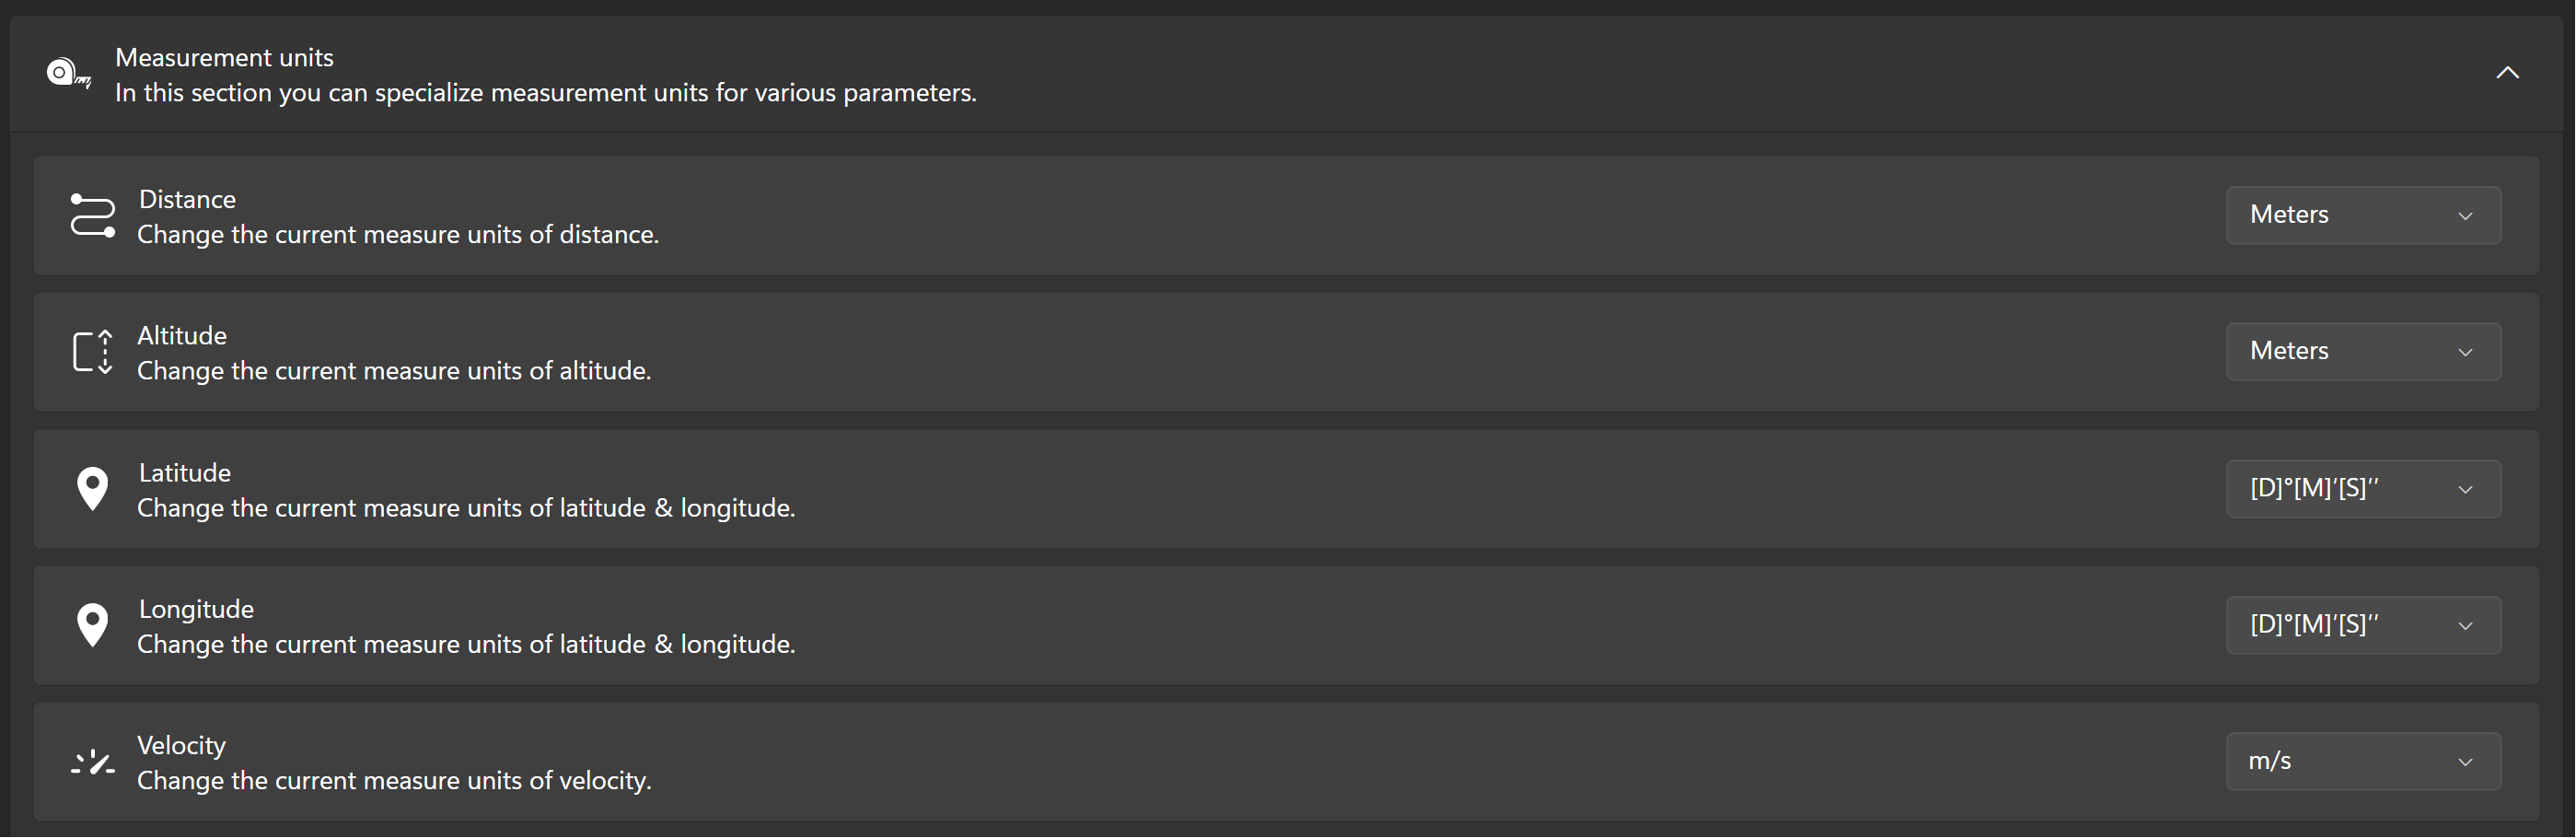 Measurement units
In this section you can specialize measurement units for various parameters.
Distance
Change the current measure units of distance.
Meters
Altitude
Change the current measure units of altitude.
Meters
Latitude
Change the current measure units of latitude & longitude.
[D]°[M]′[S]′′
Longitude
Change the current measure units of latitude & longitude.
[D]°[M]′[S]′′
Velocity
Change the current measure units of velocity.
m/s